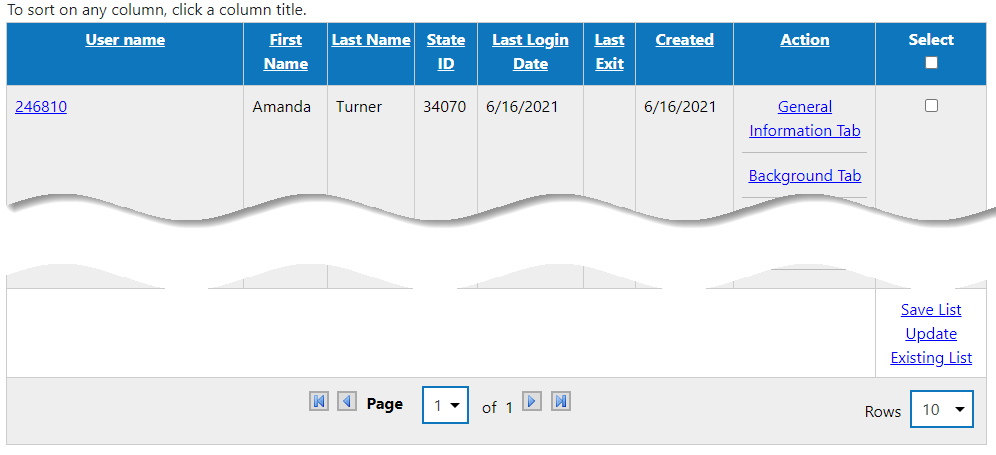 To sort on any column, click a column title.
User name First Name Last Name State ID Last Login Date Last Exit Created Action Select
246810 Amanda Turner 34070 6/16/2021 6/16/2021 General Information Tab
Background Tab
Save List
Update
Existing List
Page 1 of 1 Rows 10